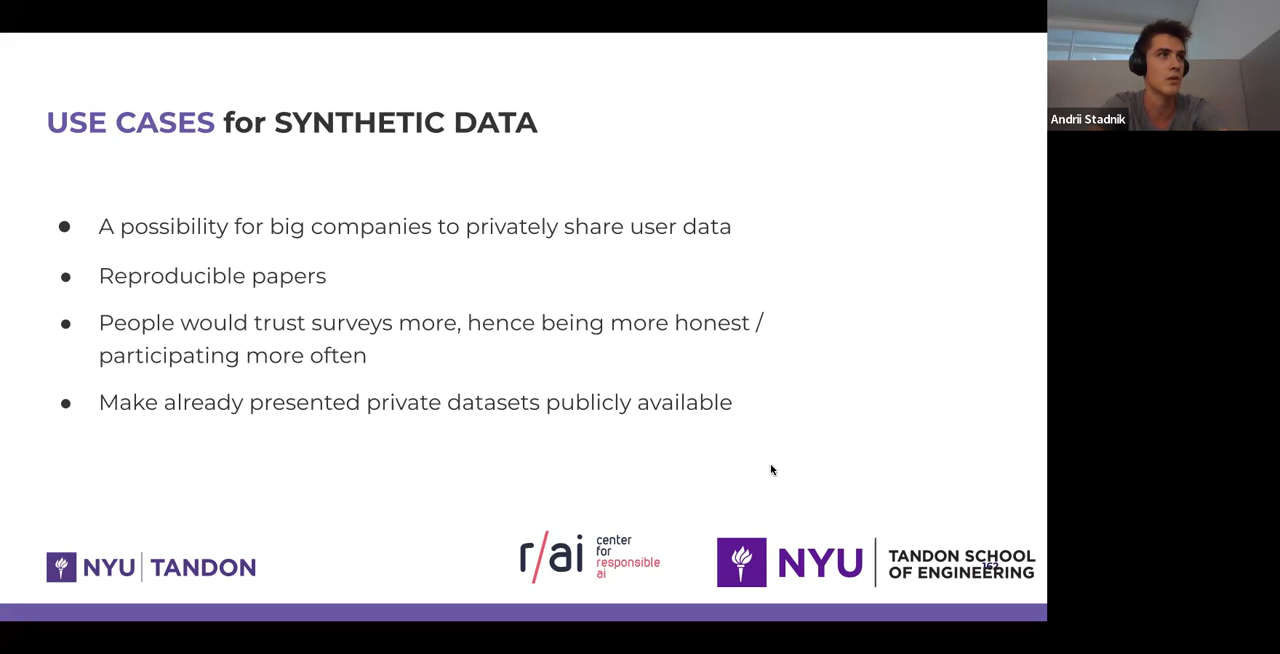 USE CASES for SYNTHETIC DATA
Andrii Stadnik
● A possibility for big companies to privately share user data
● Reproducible papers
● People would trust surveys more, hence being more honest /
participating more often
● Make already presented private datasets publicly available
NYU TANDON
r/ai
center
for
responsible
ai
NYU
TANDON SCHOOL
OF ENGINEERING